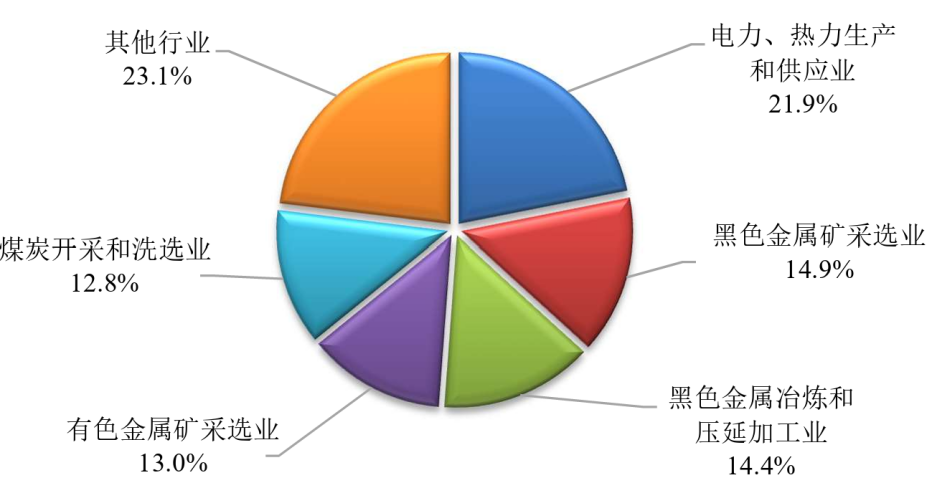 其他行业
23.1%
电力、热力生产
和供应业
21.9%
黑色金属矿采选业
14.9%
黑色金属冶炼和
压延加工业
14.4%
有色金属矿采选业
13.0%
煤炭开采和洗选业
12.8%